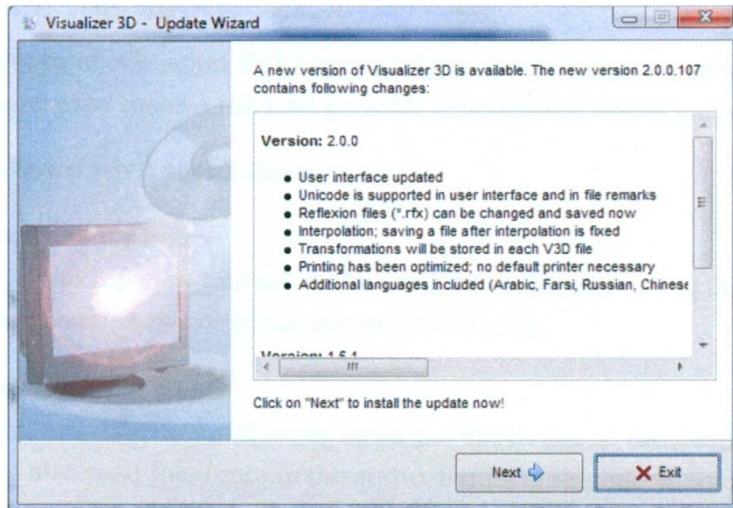 Visualizer 3D - Update Wizard
A new version of Visualizer 3D is available. The new version 2.0.0.107
contains following changes:
Version: 2.0.0
User interface updated
Unicode is supported in user interface and in file remarks
Reflexion files (*.rfx) can be changed and saved now
Interpolation; saving a file after interpolation is fixed
Transformations will be stored in each V3D file
Printing has been optimized; no default printer necessary
Additional languages included (Arabic, Farsi, Russian, Chinese
Version: 1.5.1
Click on "Next" to install the update now!
Next
Exit